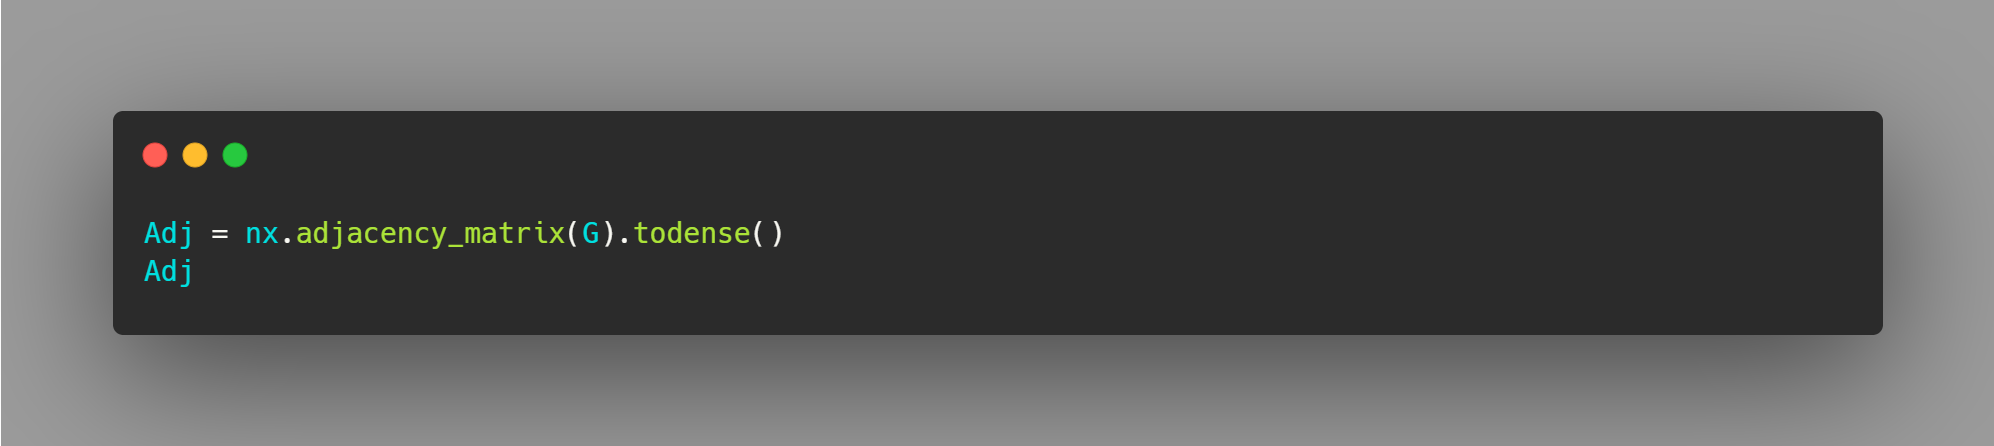 Adj = nx.adjacency_matrix(G).todense()
Adj